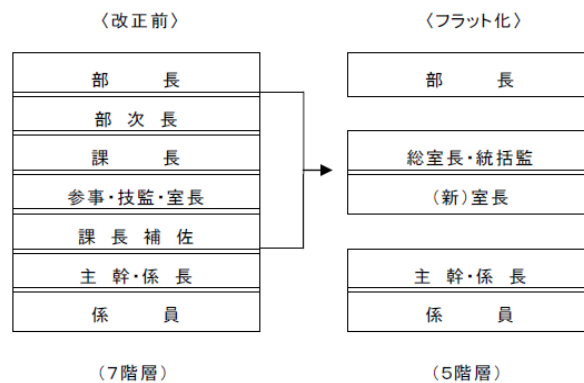 〈改正前〉
部長
部次長
課長
参事・技監・室長
課長補佐
主幹・係長
係員
（７階層）
〈フラット化〉
部長
総室長・統括監
（新）室長
主幹・係長
係員
（５階層）